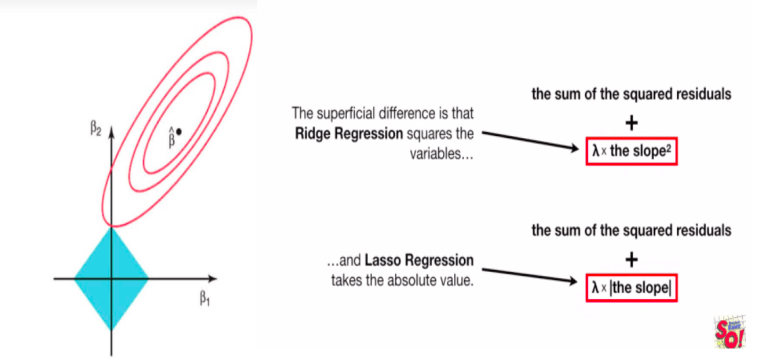 β₂
β̂
β₁
the sum of the squared residuals
The superficial difference is that
Ridge Regression squares the
variables...
+
λ × the slope²
the sum of the squared residuals
...and Lasso Regression
takes the absolute value.
+
λ × |the slope|